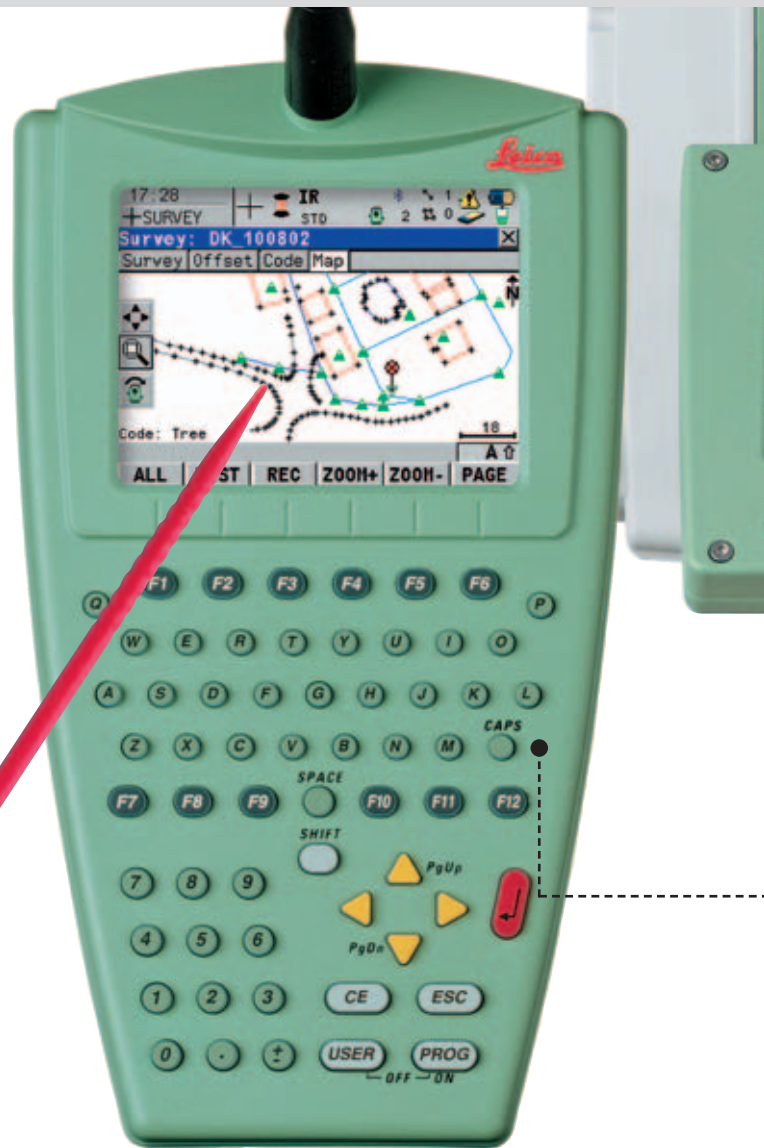 Leica
17:28 IR 1
+SURVEY STD 2 0
Survey: DK_100802 X
Survey Offset Code Map
N
Code: Tree 18
A
ALL ST REC ZOOM+ ZOOM- PAGE
F1 F2 F3 F4 F5 F6
Q P
W E R T Y U I O
A S D F G H J K L
CAPS
Z X C V B N M
SPACE
F7 F8 F9 F10 F11 F12
SHIFT
PgUp
7 8 9
4 5 6
PgDn
1 2 3 CE ESC
0 . ± USER PROG
OFF ON